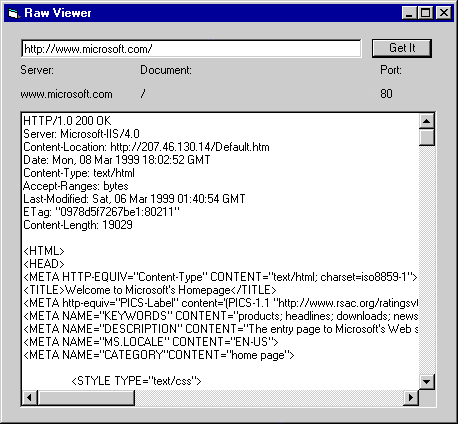 Raw Viewer
http://www.microsoft.com/ Get It
Server: Document: Port:
www.microsoft.com / 80
HTTP/1.0 200 OK
Server: Microsoft-IIS/4.0
Content-Location: http://207.46.130.14/Default.htm
Date: Mon, 08 Mar 1999 18:02:52 GMT
Content-Type: text/html
Accept-Ranges: bytes
Last-Modified: Sat, 06 Mar 1999 01:40:54 GMT
ETag: "0978d5f7267be1:80211"
Content-Length: 19029
<HTML>
<HEAD>
<META HTTP-EQUIV="Content-Type" CONTENT="text/html; charset=iso8859-1">
<TITLE>Welcome to Microsoft's Homepage</TITLE>
<META http-equiv="PICS-Label" content='(PICS-1.1 "http://www.rsac.org/ratingsv
<META NAME="KEYWORDS" CONTENT="products; headlines; downloads; news
<META NAME="DESCRIPTION" CONTENT="The entry page to Microsoft's Web s
<META NAME="MS.LOCALE" CONTENT="EN-US">
<META NAME="CATEGORY"CONTENT="home page">
<STYLE TYPE="text/css">